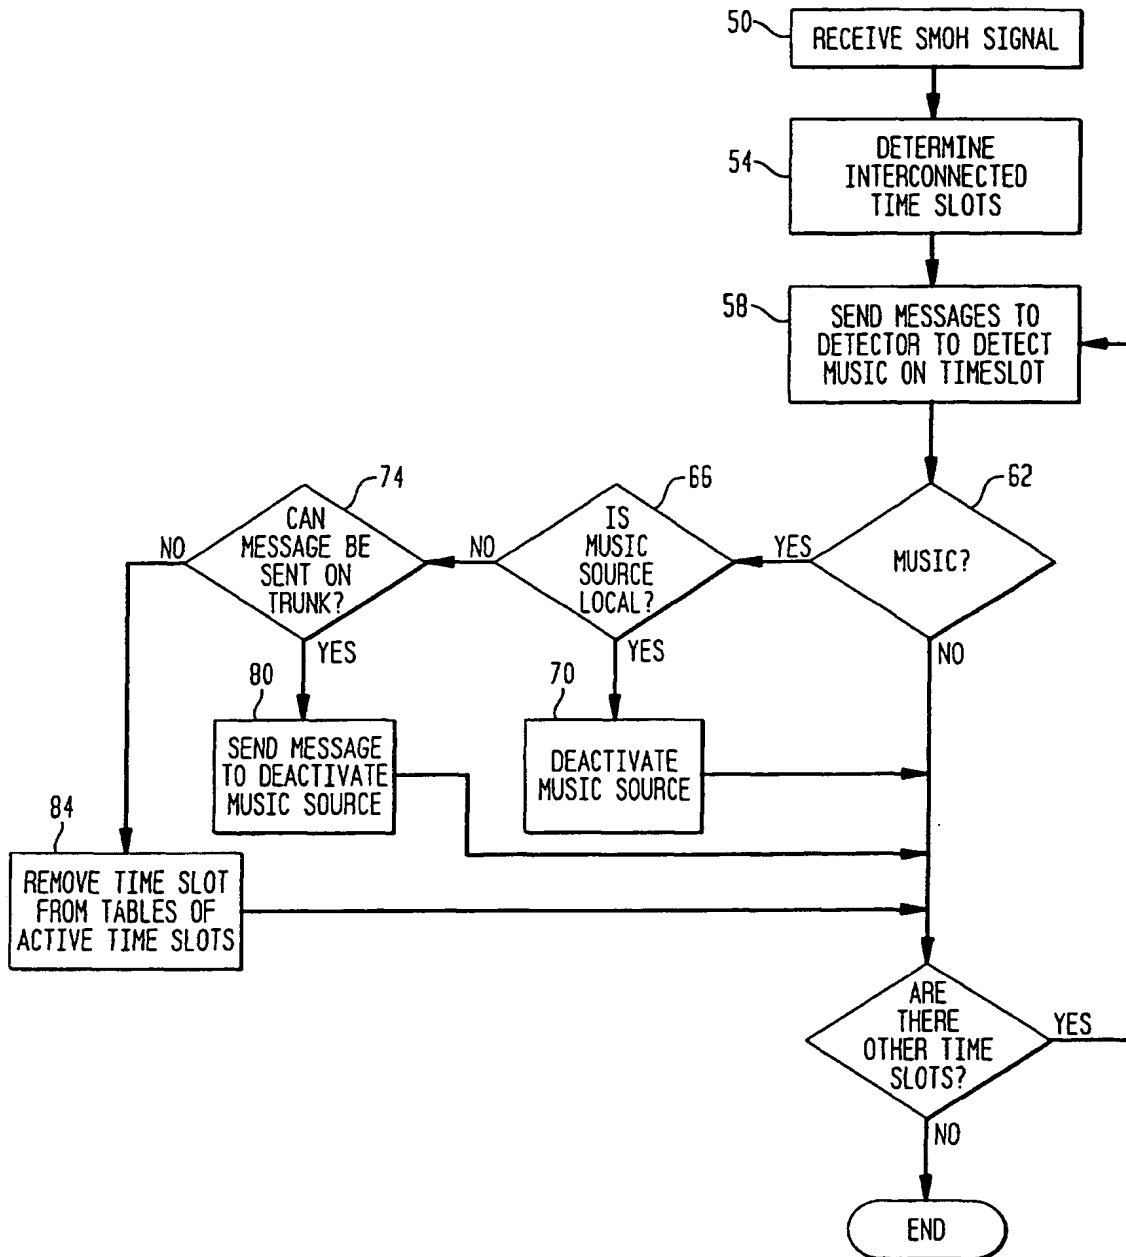 50
RECEIVE SMOH SIGNAL
54
DETERMINE
INTERCONNECTED
TIME SLOTS
58
SEND MESSAGES TO
DETECTOR TO DETECT
MUSIC ON TIMESLOT
74
CAN
MESSAGE BE
SENT ON
TRUNK?
NO
YES
66
IS
MUSIC
SOURCE
LOCAL?
NO
YES
62
MUSIC?
YES
NO
80
SEND MESSAGE
TO DEACTIVATE
MUSIC SOURCE
70
DEACTIVATE
MUSIC SOURCE
84
REMOVE TIME SLOT
FROM TABLES OF
ACTIVE TIME SLOTS
ARE
THERE
OTHER TIME
SLOTS?
YES
NO
END